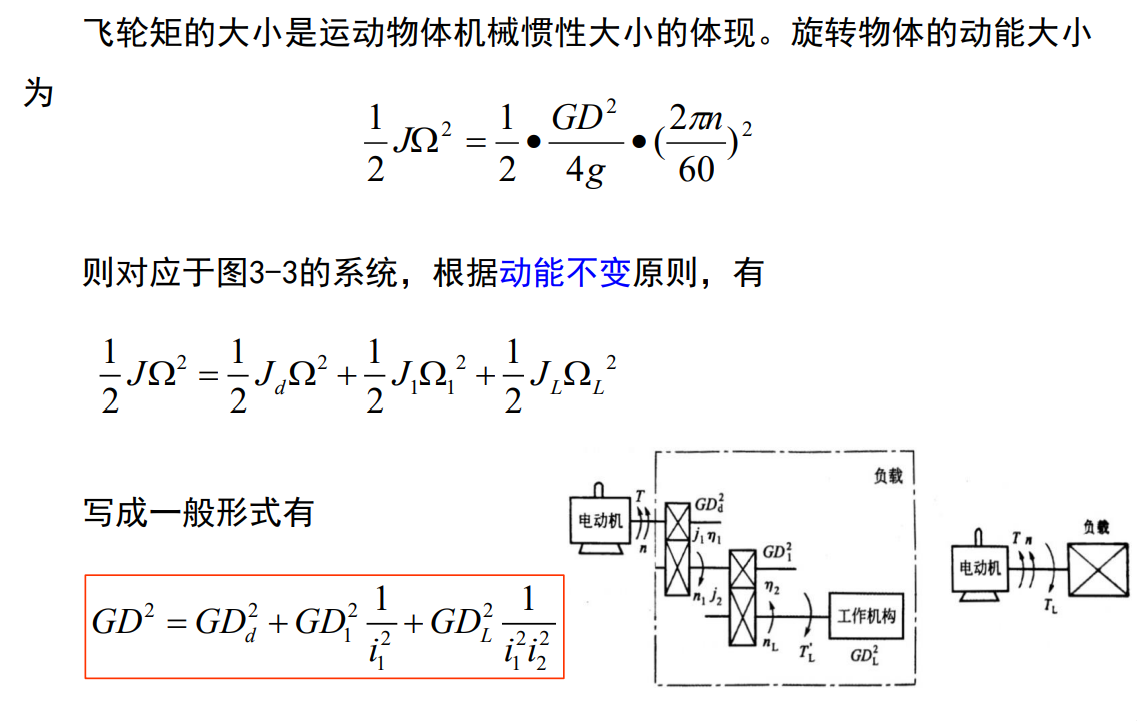 飞轮矩的大小是运动物体机械惯性大小的体现。旋转物体的动能大小
为
$\frac{1}{2}J\Omega^2 = \frac{1}{2} \bullet \frac{GD^2}{4g} \bullet (\frac{2\pi n}{60})^2$
则对应于图3-3的系统，根据动能不变原则，有
$\frac{1}{2}J\Omega^2 = \frac{1}{2}J_d\Omega^2 + \frac{1}{2}J_1\Omega_1^2 + \frac{1}{2}J_L\Omega_L^2$
写成一般形式有
$GD^2 = GD_d^2 + GD_1^2 \frac{1}{i_1^2} + GD_L^2 \frac{1}{i_1^2 i_2^2}$
负载
电动机
T
n
$GD_d^2$
$j_1 \eta_1$
$GD_1^2$
$n_1$ $j_2$
$\eta_2$
$n_L$
$T_L'$
工作机构
$GD_L^2$
电动机
T n
$T_L$
负载